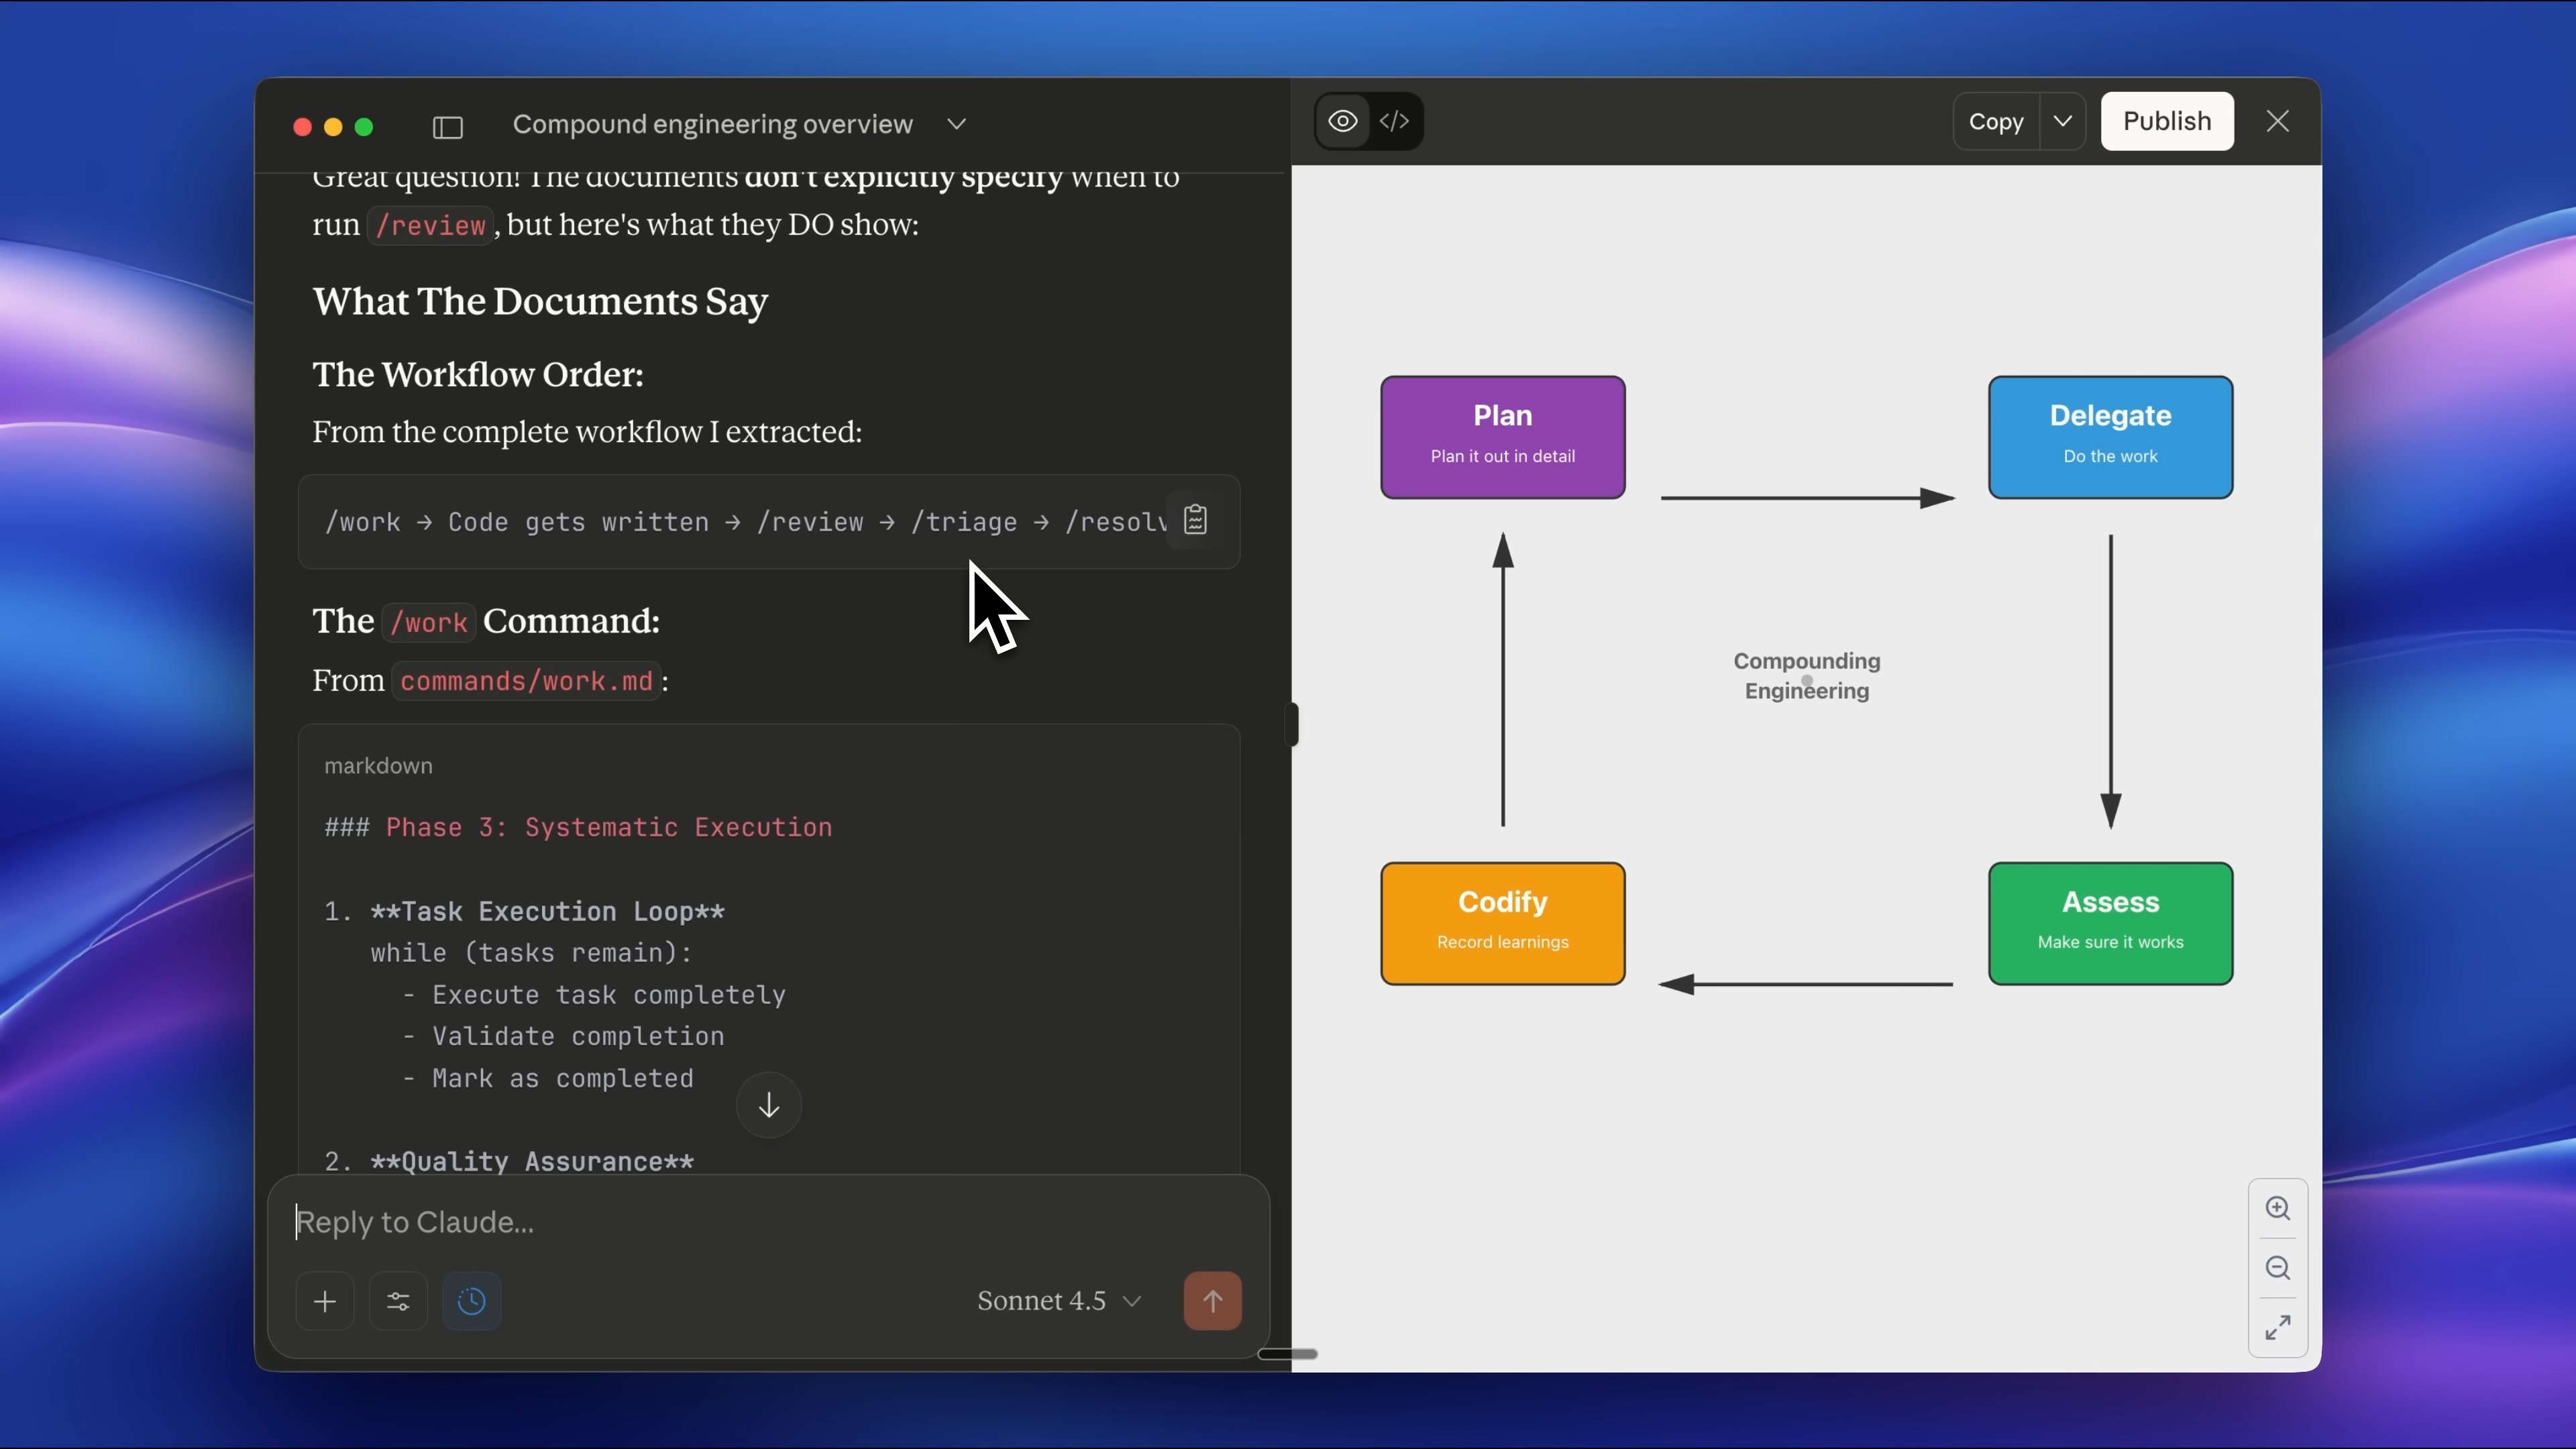 Compound engineering overview
Great question! The documents don't explicitly specify when to
run /review, but here's what they DO show:
What The Documents Say
The Workflow Order:
From the complete workflow I extracted:
/work → Code gets written → /review → /triage → /resolv
The /work Command:
From commands/work.md:
markdown
### Phase 3: Systematic Execution
1. **Task Execution Loop**
while (tasks remain):
- Execute task completely
- Validate completion
- Mark as completed
2. **Quality Assurance**
Reply to Claude...
Sonnet 4.5
Copy
Publish
Plan
Plan it out in detail
Delegate
Do the work
Compounding
Engineering
Codify
Record learnings
Assess
Make sure it works